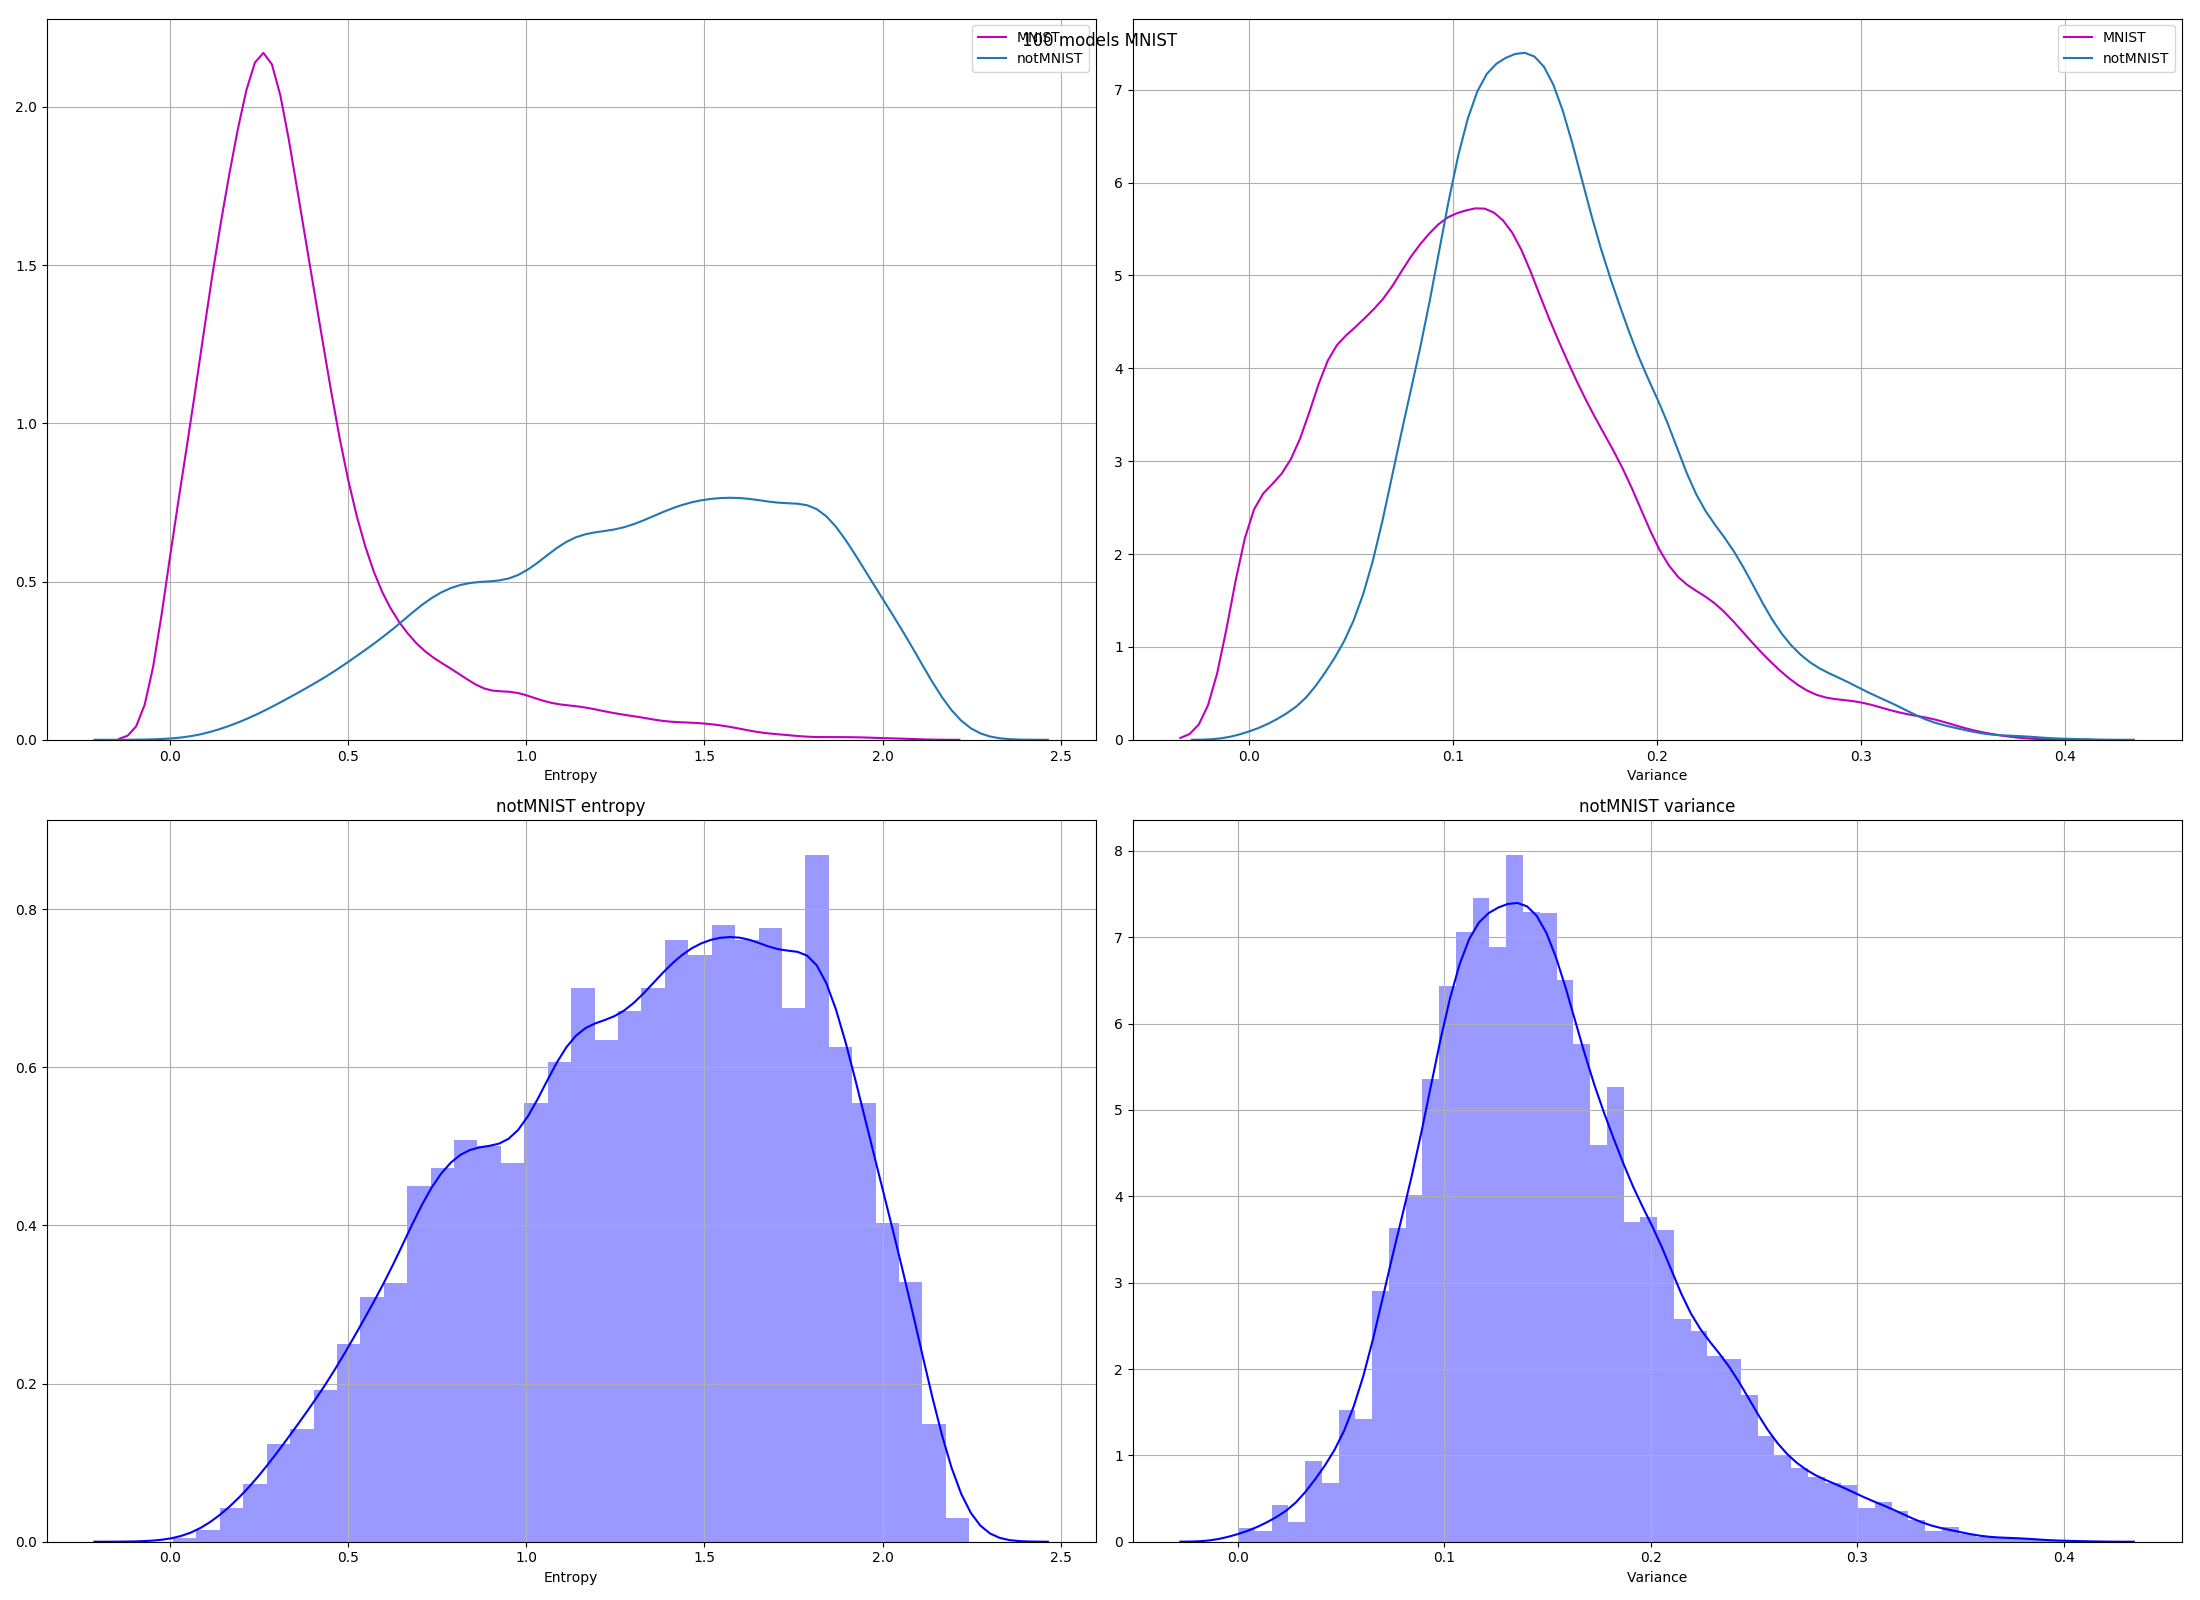 100 models MNIST
MNIST
notMNIST
2.0
1.5
1.0
0.5
0.0
0.0 0.5 1.0 1.5 2.0 2.5
Entropy
MNIST
notMNIST
7
6
5
4
3
2
1
0
0.0 0.1 0.2 0.3 0.4
Variance
notMNIST entropy
0.8
0.6
0.4
0.2
0.0
0.0 0.5 1.0 1.5 2.0 2.5
Entropy
notMNIST variance
8
7
6
5
4
3
2
1
0
0.0 0.1 0.2 0.3 0.4
Variance